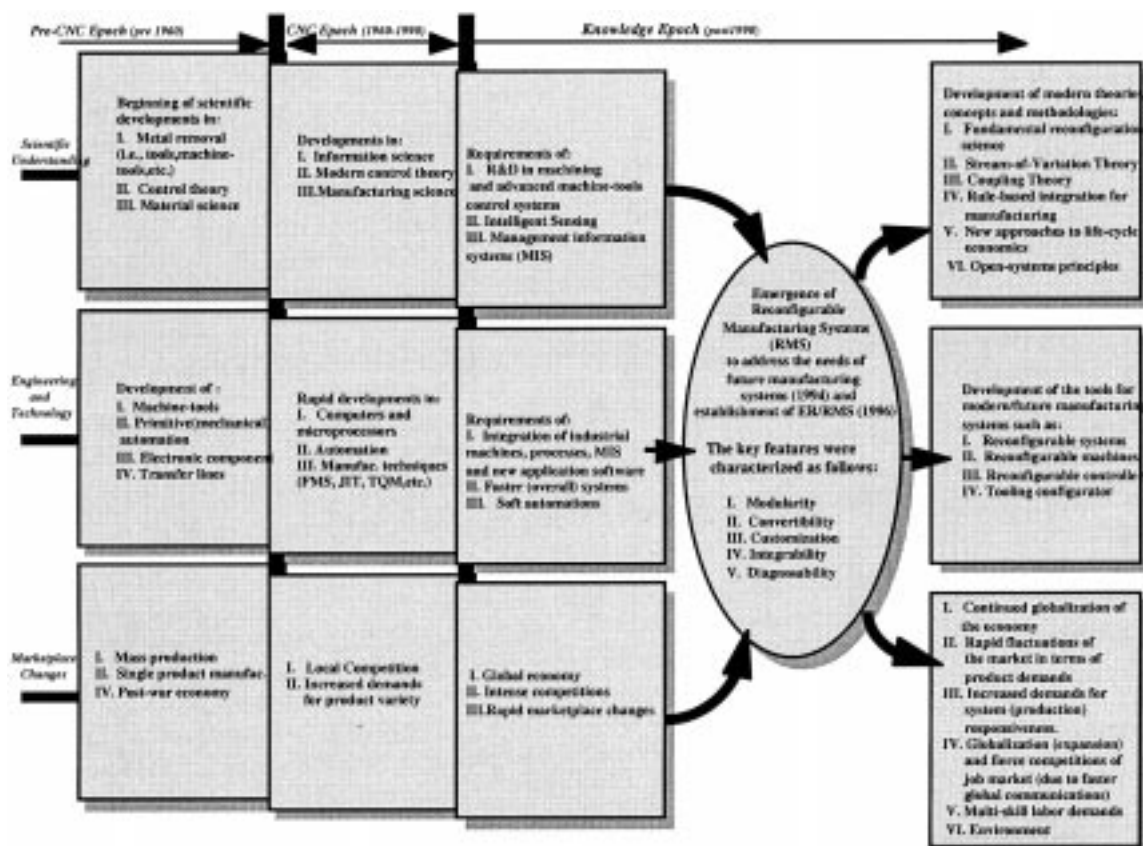 Pre-CNC Epoch (pre 1960)
CNC Epoch (1960-1990)
Knowledge Epoch (post1990)
Scientific
Understanding
Beginning of scientific
developments in:
I. Metal removal
(i.e., tools,machine-
tools,etc.)
II. Control theory
III. Material science
Developments in:
I. Information science
II. Modern control theory
III.Manufacturing science
Requirements of:
I. R&D in machining
and advanced machine-tools
control systems
II. Intelligent Sensing
III. Management information
systems (MIS)
Development of modern theories
concepts and methodologies:
I. Fundamental reconfiguration
science
II. Stream-of-Variation Theory
III. Coupling Theory
IV. Rule-based integration for
manufacturing
V. New approaches to life-cycle
economics
VI. Open-systems principles
Engineering
and
Technology
Development of :
I. Machine-tools
II. Primitive(mechanical)
automation
III. Electronic component
IV. Transfer lines
Rapid developments in:
I. Computers and
microprocessors
II. Automation
III. Manufac. techniques
(FMS, JIT, TQM,etc.)
Requirements of:
I. Integration of industrial
machines, processes, MIS
and new application software
II. Faster (overall) systems
III. Soft automations
Emergence of
Reconfigurable
Manufacturing Systems
(RMS)
to address the needs of
future manufacturing
systems (1994) and
establishment of ER/RMS (1996)
The key features were
characterized as follows:
I. Modularity
II. Convertibility
III. Customization
IV. Integrability
V. Diagnosability
Development of the tools for
modern/future manufacturing
systems such as:
I. Reconfigurable systems
II. Reconfigurable machines
III. Reconfigurable controlle
IV. Tooling configurator
Marketplace
Changes
I. Mass production
II. Single product manufac.
IV. Post-war economy
I. Local Competition
II. Increased demands
for product variety
I. Global economy
II. Intense competitions
III.Rapid marketplace changes
I. Continued globalization of
the economy
II. Rapid fluctuations of
the market in terms of
product demands
III. Increased demands for
system (production)
responsiveness.
IV. Globalization (expansion)
and fierce competitions of
job market (due to faster
global communications)
V. Multi-skill labor demands
VI. Environment